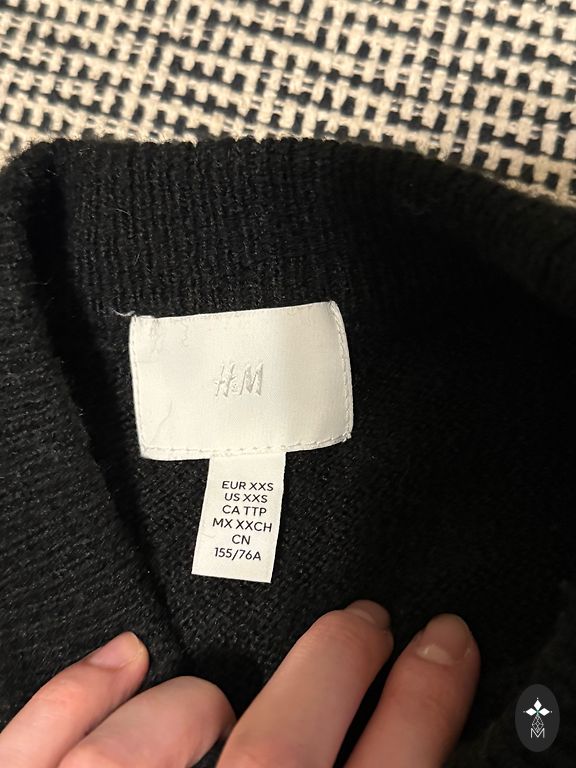 H&M
EUR XXS
US XXS
CA TTP
MX XXCH
CN
155/76A
M